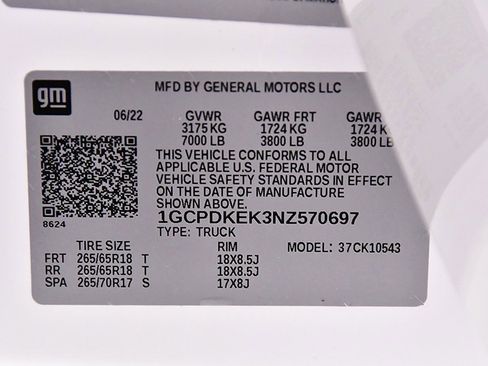 gm
MFD BY GENERAL MOTORS LLC
06/22 GVWR GAWR FRT GAWR
3175 KG 1724 KG 1724 K
7000 LB 3800 LB 3800 LB
THIS VEHICLE CONFORMS TO ALL
APPLICABLE U.S. FEDERAL MOTOR
VEHICLE SAFETY STANDARDS IN EFFECT
ON THE DATE OF MANUFACTURE
SHOWN ABOVE.
8624
1GCPDKEK3NZ570697
TYPE: TRUCK
TIRE SIZE RIM MODEL: 37CK10543
FRT 265/65R18 T 18X8.5J
RR 265/65R18 T 18X8.5J
SPA 265/70R17 S 17X8J